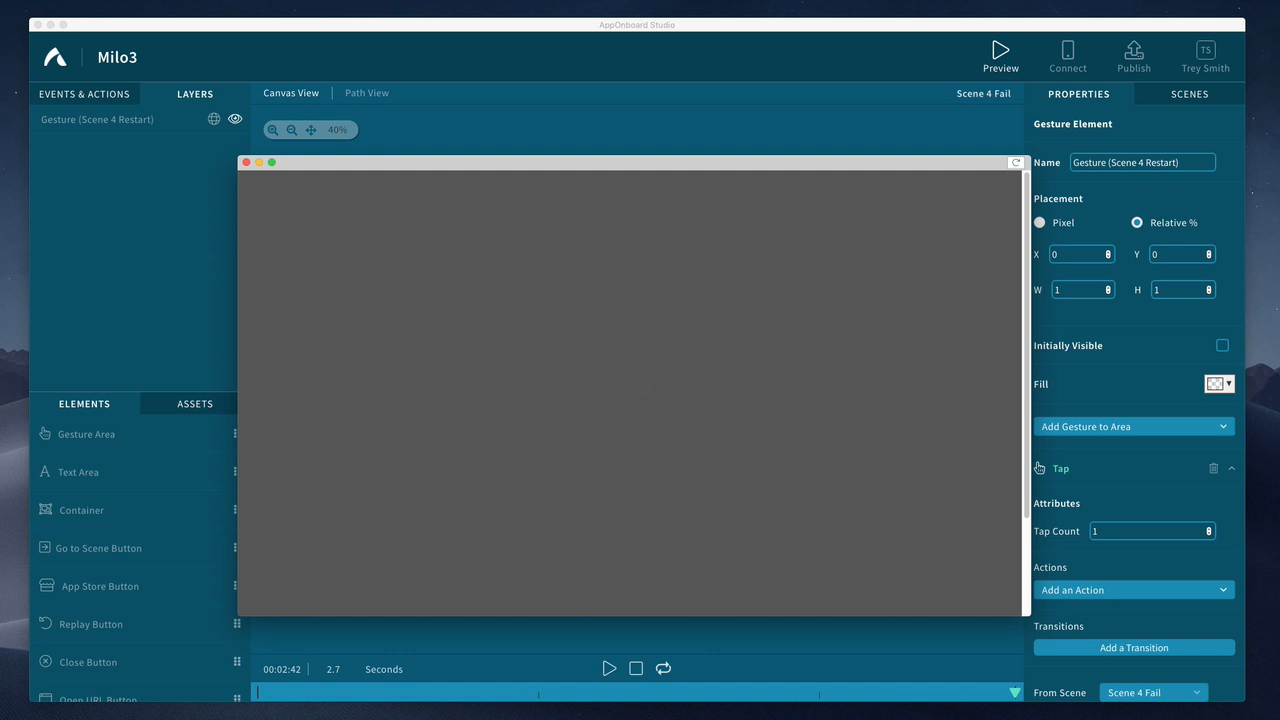 AppOnboard Studio
Milo3
Preview
Connect
Publish
TS
Trey Smith
EVENTS & ACTIONS
LAYERS
Canvas View
Path View
Scene 4 Fail
PROPERTIES
SCENES
Gesture (Scene 4 Restart)
40%
Gesture Element
Name
Gesture (Scene 4 Restart)
Placement
Pixel
Relative %
X 0
Y 0
W 1
H 1
Initially Visible
Fill
Add Gesture to Area
Tap
Attributes
Tap Count 1
Actions
Add an Action
Transitions
Add a Transition
From Scene
Scene 4 Fail
ELEMENTS
ASSETS
Gesture Area
Text Area
Container
Go to Scene Button
App Store Button
Replay Button
Close Button
Open URL Button
00:02:42
2.7
Seconds